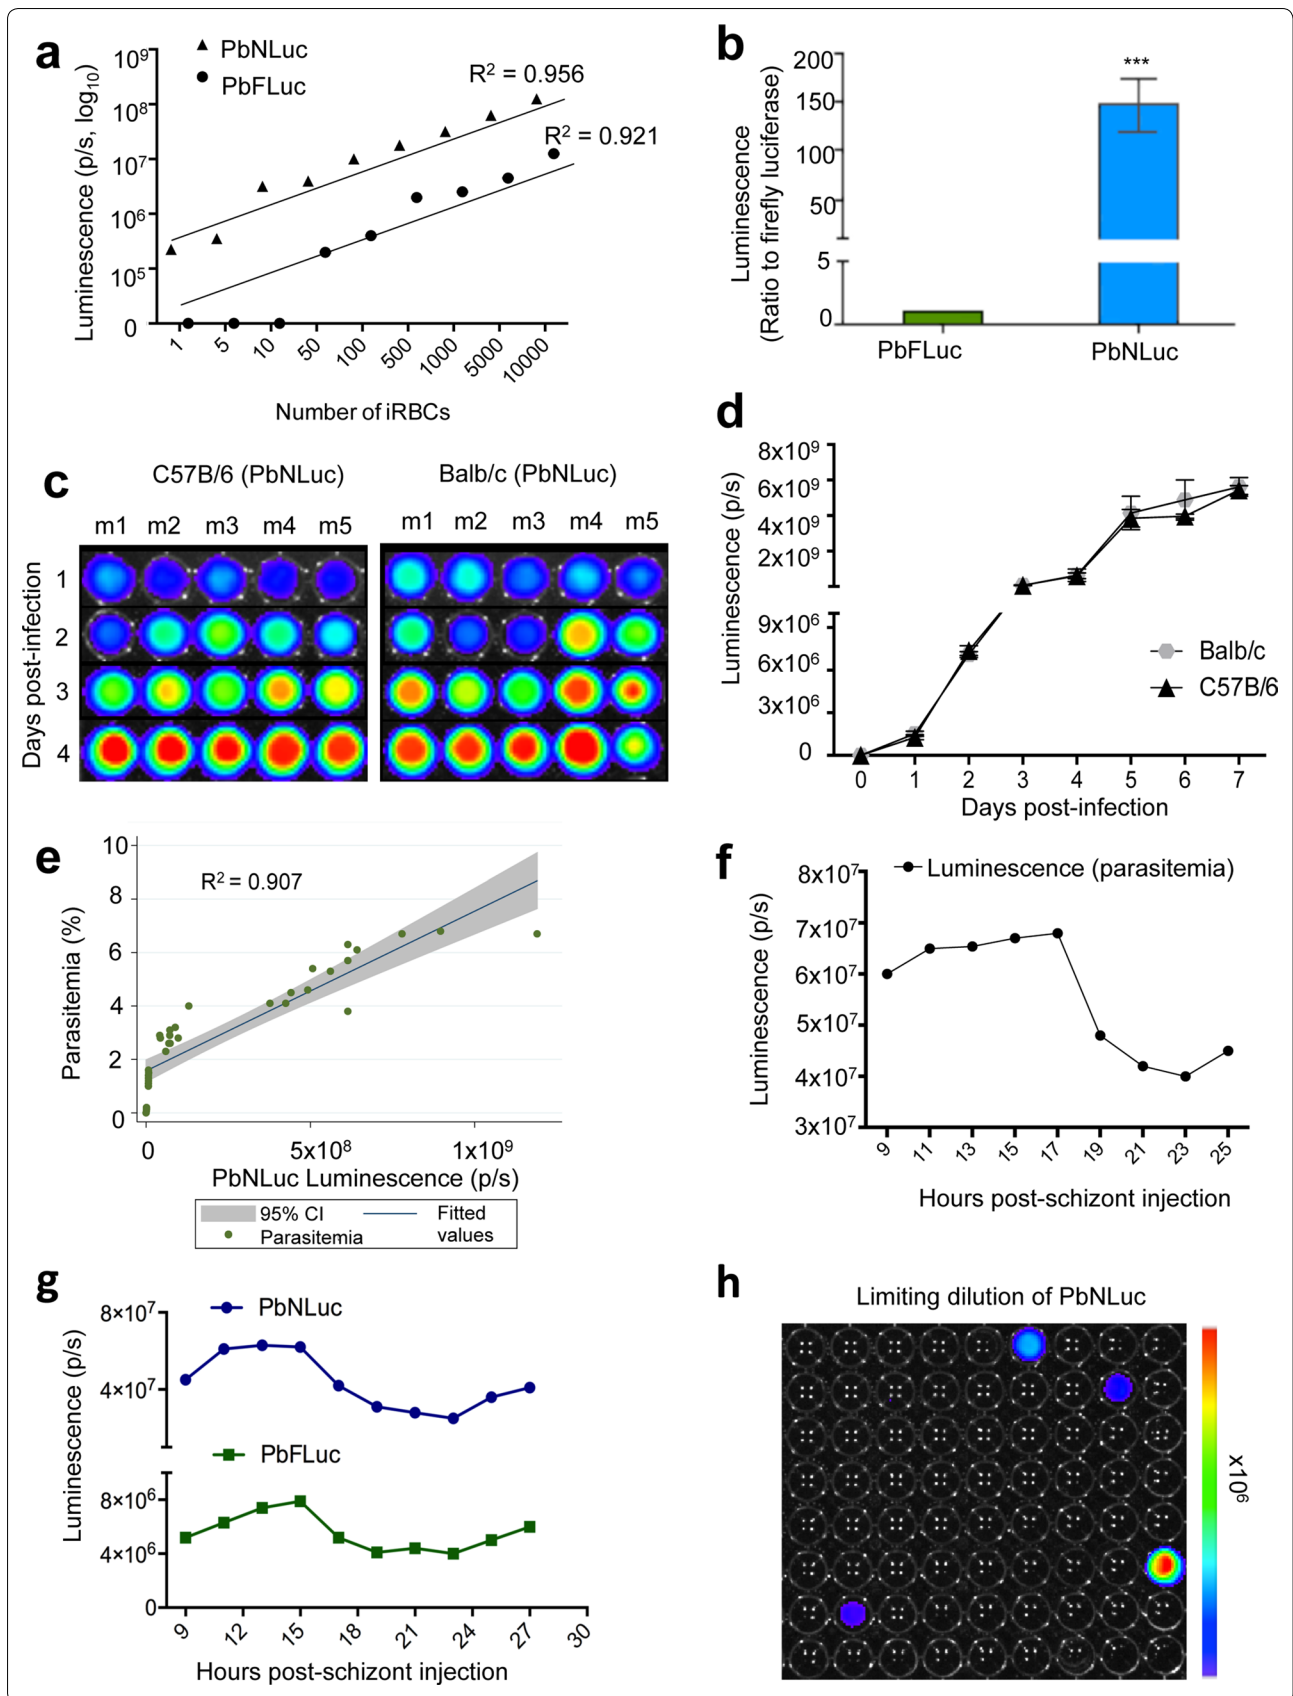 a
PbNLuc
PbFLuc
R² = 0.956
R² = 0.921
Luminescence (p/s, log₁₀)
10⁹
10⁸
10⁷
10⁶
10⁵
0
1
5
10
50
100
500
1000
5000
10000
Number of iRBCs
b
Luminescence
(Ratio to firefly luciferase)
200
150
100
50
5
0
***
PbFLuc
PbNLuc
c
C57B/6 (PbNLuc)
Balb/c (PbNLuc)
m1 m2 m3 m4 m5
m1 m2 m3 m4 m5
Days post-infection
1
2
3
4
d
Luminescence (p/s)
8x10⁹
6x10⁹
4x10⁹
2x10⁹
9x10⁶
6x10⁶
3x10⁶
0
Balb/c
C57B/6
0 1 2 3 4 5 6 7
Days post-infection
e
R² = 0.907
Parasitemia (%)
10
8
6
4
2
0
0 5x10⁸ 1x10⁹
PbNLuc Luminescence (p/s)
95% CI
Fitted
values
Parasitemia
f
Luminescence (parasitemia)
Luminescence (p/s)
8x10⁷
7x10⁷
6x10⁷
5x10⁷
4x10⁷
3x10⁷
9 11 13 15 17 19 21 23 25
Hours post-schizont injection
g
PbNLuc
PbFLuc
Luminescence (p/s)
8×10⁷
4×10⁷
8×10⁶
4×10⁶
0
9 12 15 18 21 24 27 30
Hours post-schizont injection
h
Limiting dilution of PbNLuc
x10⁶